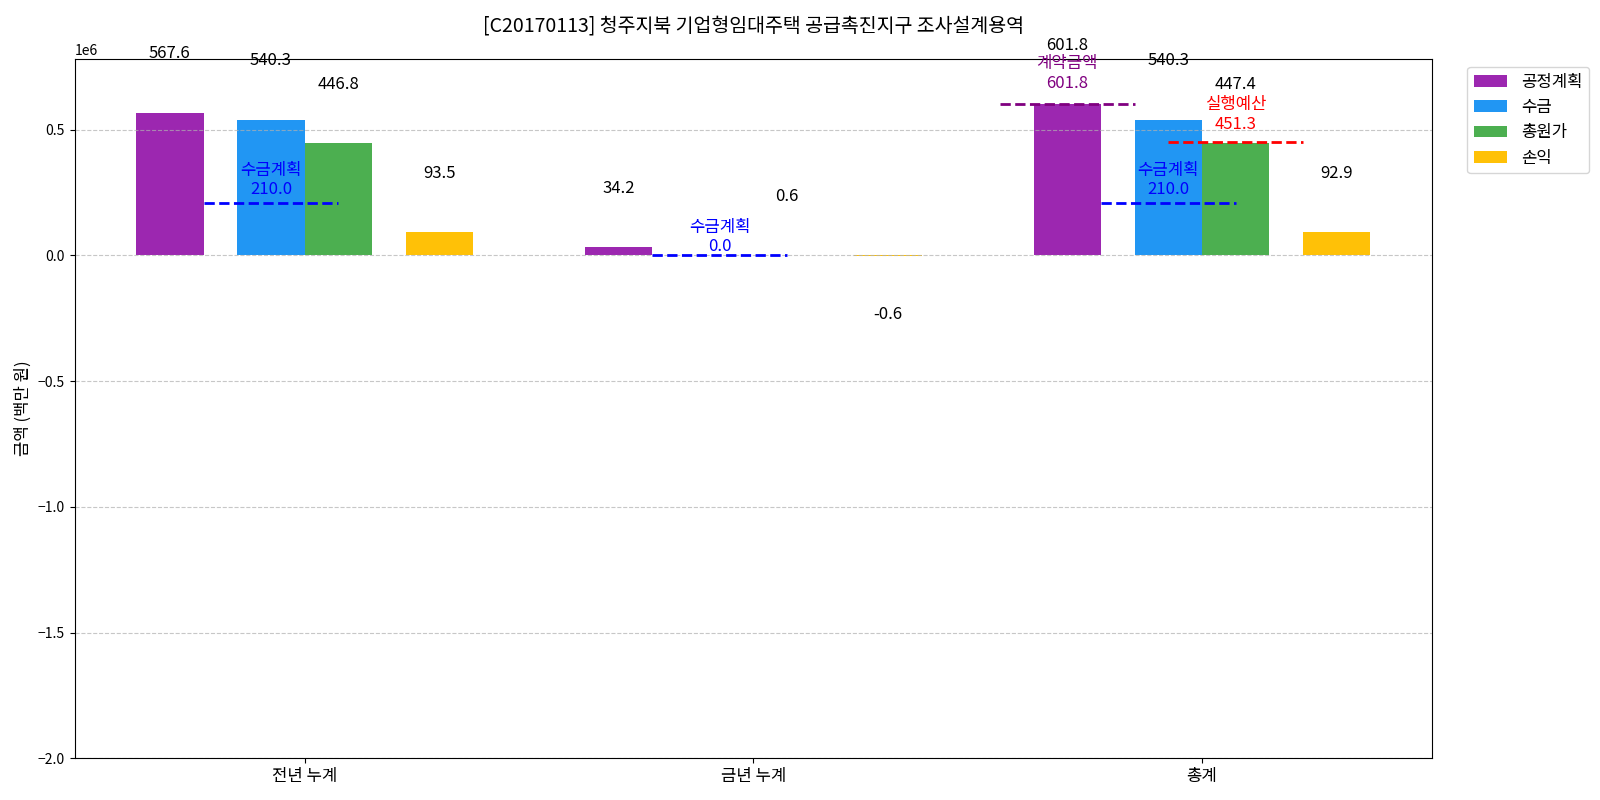 [C20170113] 청주지북 기업형임대주택 공급촉진지구 조사설계용역
1e6
567.6
540.3
446.8
93.5
수금계획
210.0
34.2
수금계획
0.0
0.6
-0.6
601.8
계약금액
601.8
540.3
447.4
실행예산
451.3
수금계획
210.0
92.9
공정계획
수금
총원가
손익
0.5
0.0
−0.5
−1.0
−1.5
−2.0
금액 (백만 원)
전년 누계
금년 누계
총계